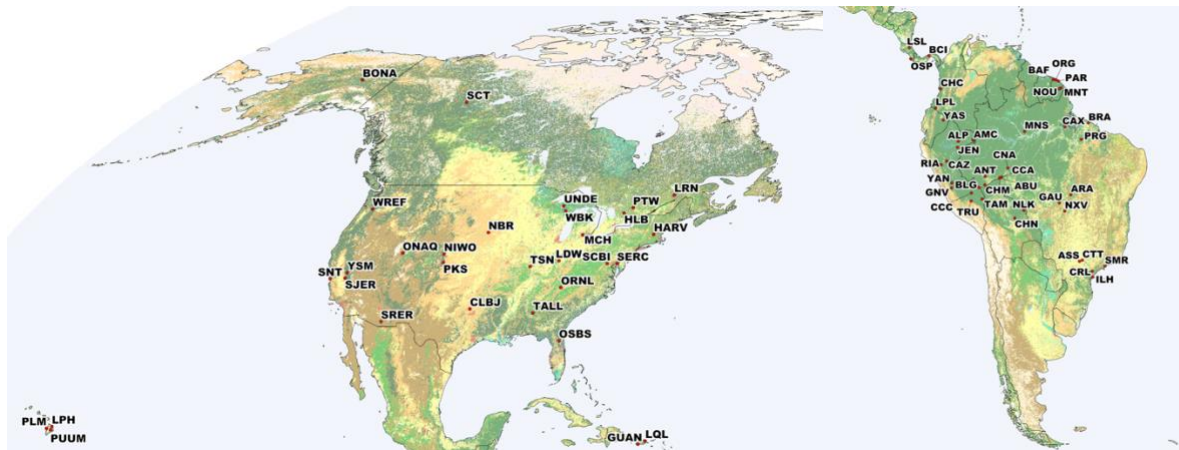 BONA
SCT
WREF
UNDE
PTW
LRN
WBK
HLB
NBR
HARV
MCH
ONAQ
NIWO
LDW
SCBI
SERC
TSN
YSM
PKS
SNT
SJER
ORNL
CLBJ
TALL
SRER
OSBS
PLM
LPH
PUUM
GUAN
LQL
LSL
BCI
OSP
ORG
BAF
PAR
CHC
NOU
MNT
LPL
YAS
MNS
CAX
BRA
ALP
AMC
PRG
JEN
CNA
RIA
CAZ
ANT
CCA
YAN
BLG
CHM
ABU
ARA
GNV
GAU
TAM
NLK
NXV
CCC
TRU
CHN
ASS
CTT
SMR
CRL
ILH